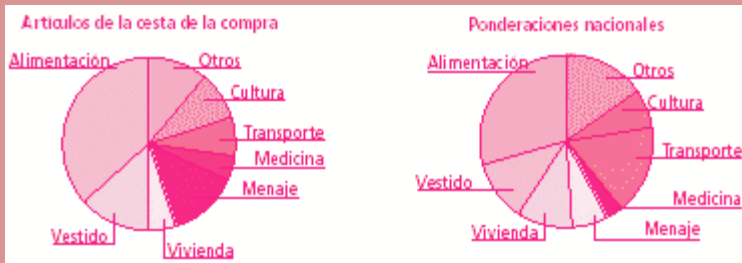 Artículos de la cesta de la compra
Alimentación
Otros
Cultura
Transporte
Medicina
Menaje
Vivienda
Vestido
Ponderaciones nacionales
Alimentación
Otros
Cultura
Transporte
Medicina
Menaje
Vivienda
Vestido